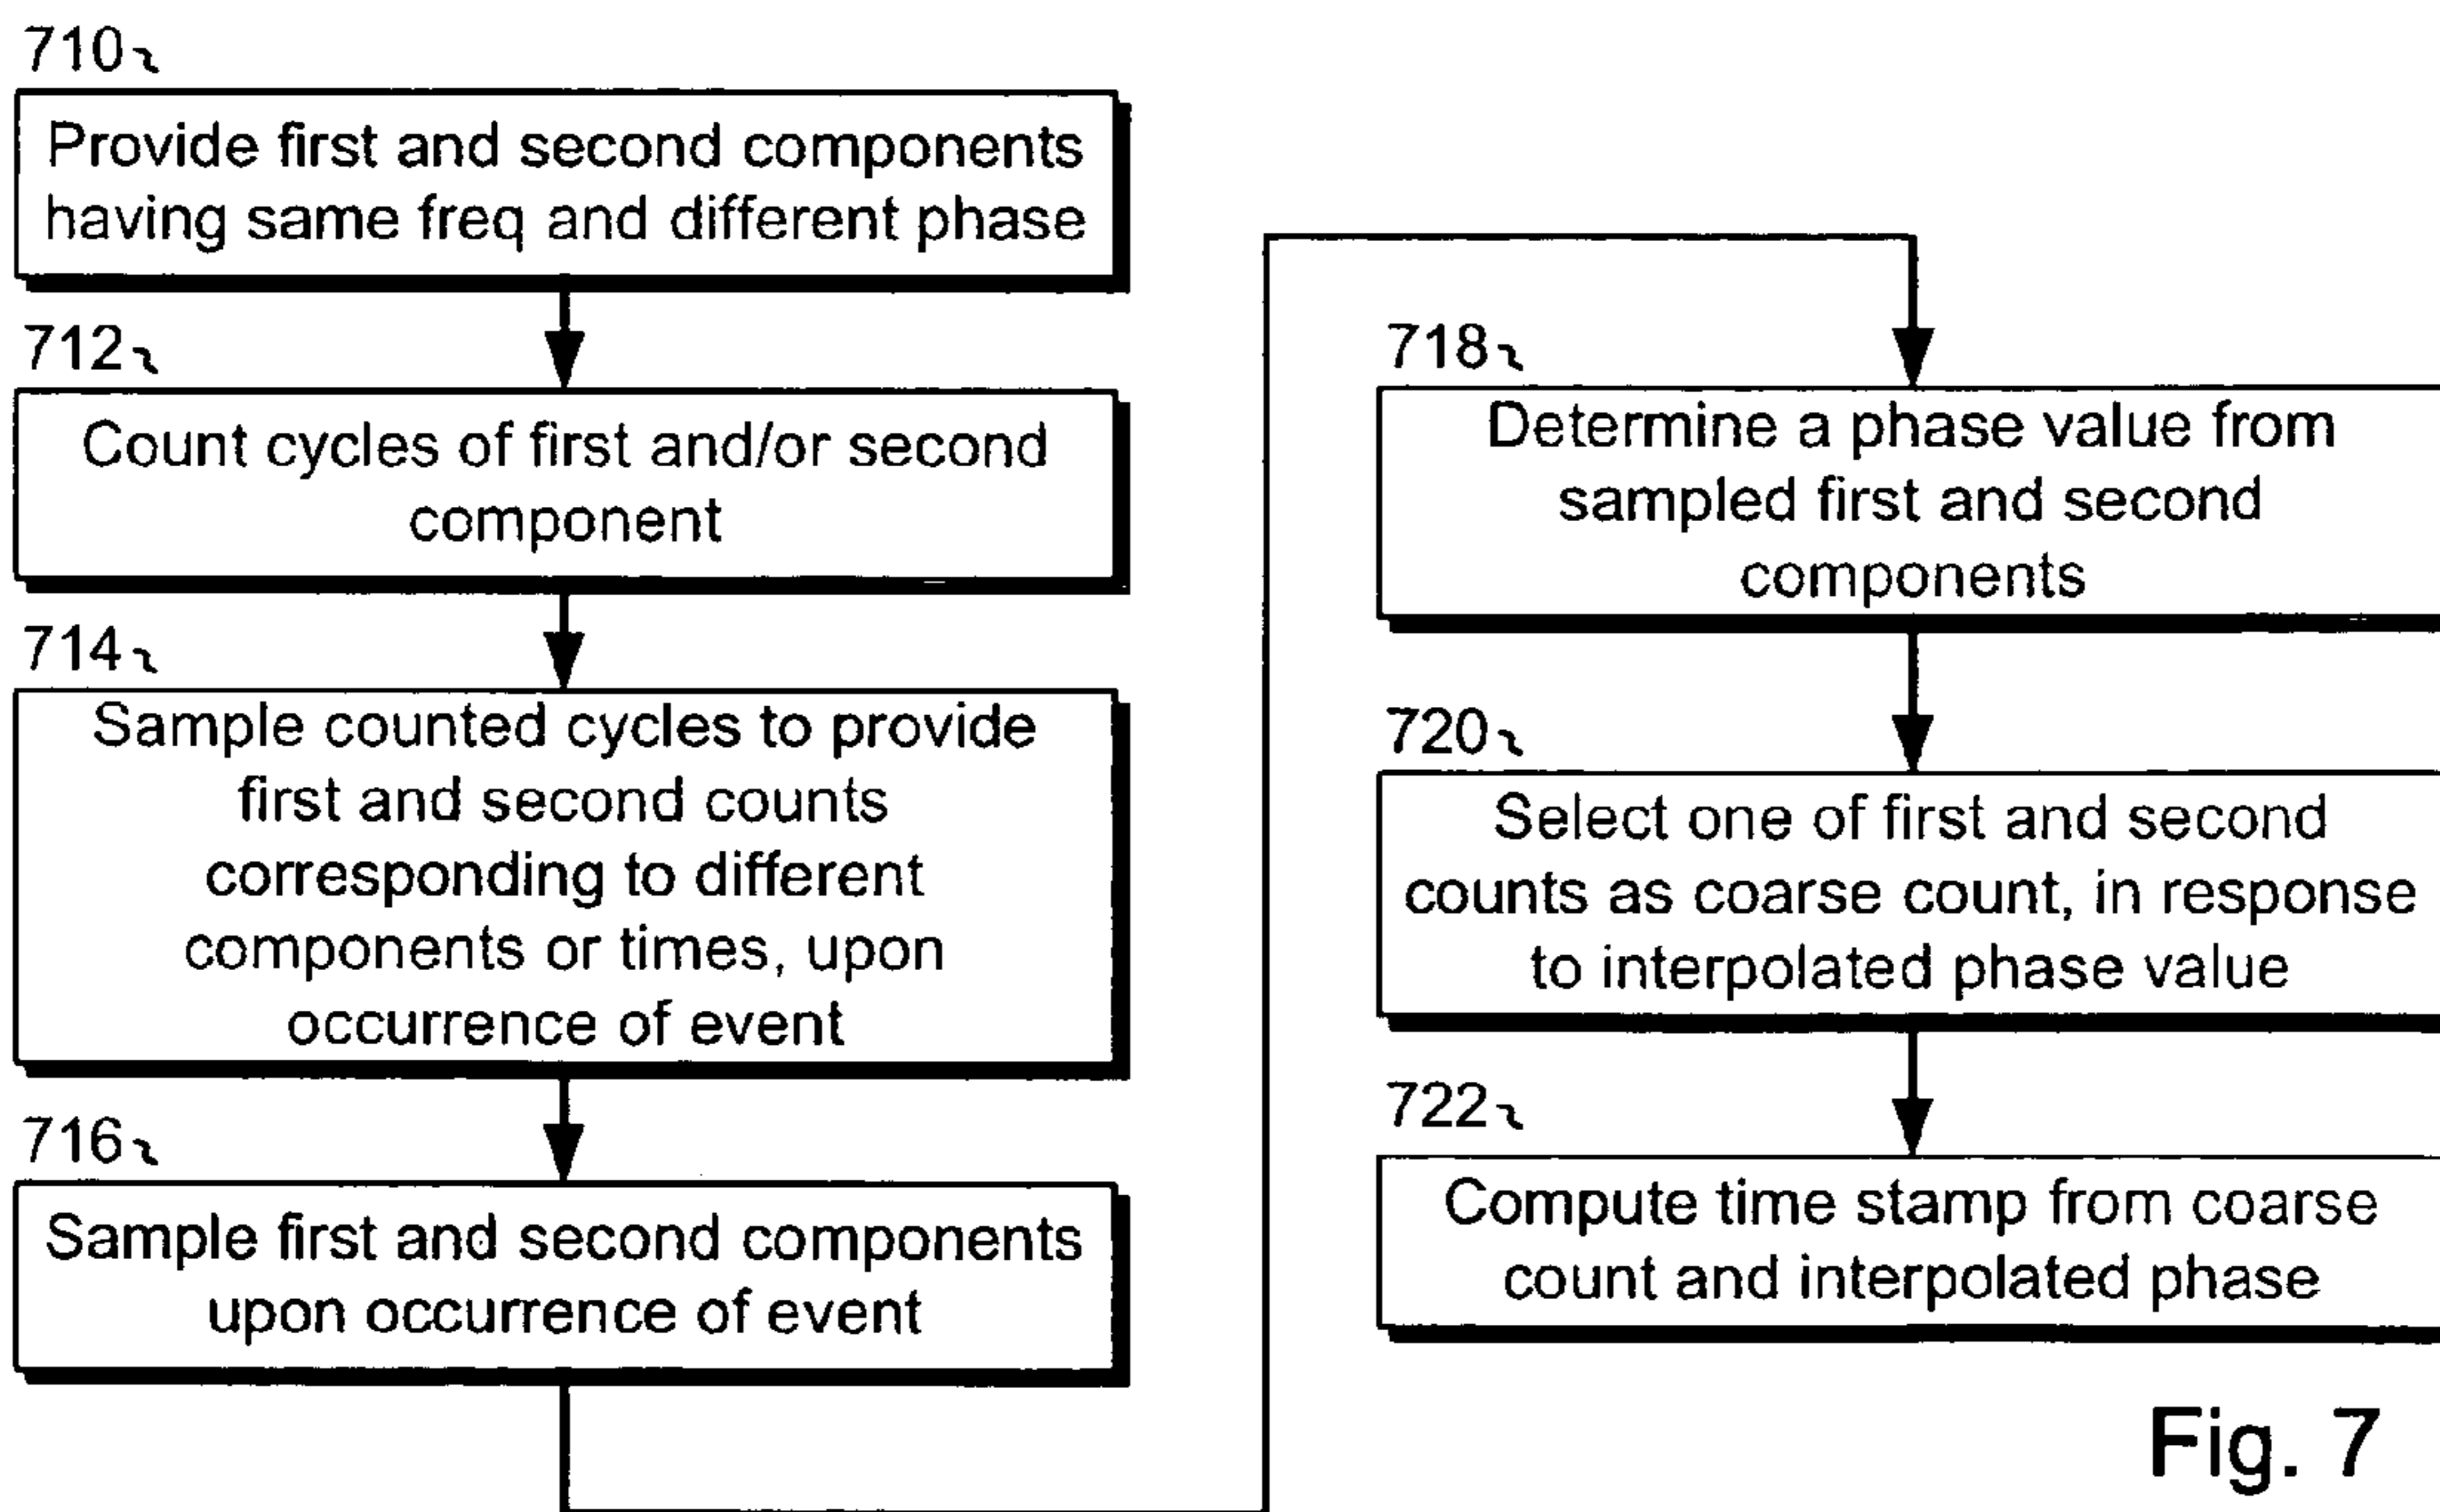 710
Provide first and second components
having same freq and different phase
712
Count cycles of first and/or second
component
714
Sample counted cycles to provide
first and second counts
corresponding to different
components or times, upon
occurrence of event
716
Sample first and second components
upon occurrence of event
718
Determine a phase value from
sampled first and second
components
720
Select one of first and second
counts as coarse count, in response
to interpolated phase value
722
Compute time stamp from coarse
count and interpolated phase
Fig. 7